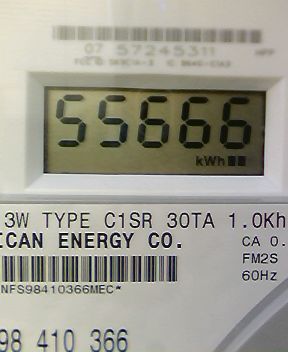 07 57245311
55666
kWh
3W TYPE C1SR 30TA 1.0Kh
ICAN ENERGY CO.
CA 0.
FM2S
60Hz
NFS98410366MEC*
98 410 366